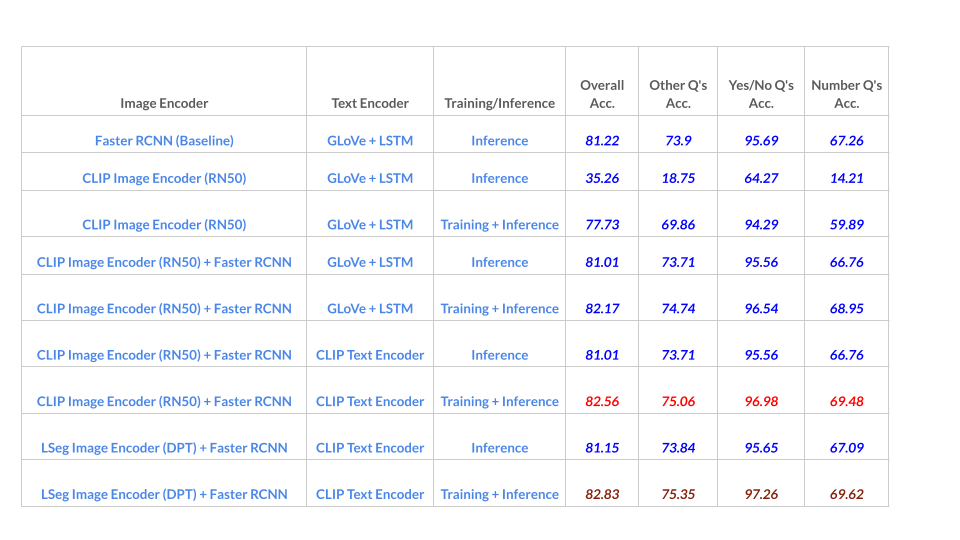 Image Encoder Text Encoder Training/Inference Overall Acc. Other Q's Acc. Yes/No Q's Acc. Number Q's Acc.
Faster RCNN (Baseline) GLoVe + LSTM Inference 81.22 73.9 95.69 67.26
CLIP Image Encoder (RN50) GLoVe + LSTM Inference 35.26 18.75 64.27 14.21
CLIP Image Encoder (RN50) GLoVe + LSTM Training + Inference 77.73 69.86 94.29 59.89
CLIP Image Encoder (RN50) + Faster RCNN GLoVe + LSTM Inference 81.01 73.71 95.56 66.76
CLIP Image Encoder (RN50) + Faster RCNN GLoVe + LSTM Training + Inference 82.17 74.74 96.54 68.95
CLIP Image Encoder (RN50) + Faster RCNN CLIP Text Encoder Inference 81.01 73.71 95.56 66.76
CLIP Image Encoder (RN50) + Faster RCNN CLIP Text Encoder Training + Inference 82.56 75.06 96.98 69.48
LSeg Image Encoder (DPT) + Faster RCNN CLIP Text Encoder Inference 81.15 73.84 95.65 67.09
LSeg Image Encoder (DPT) + Faster RCNN CLIP Text Encoder Training + Inference 82.83 75.35 97.26 69.62